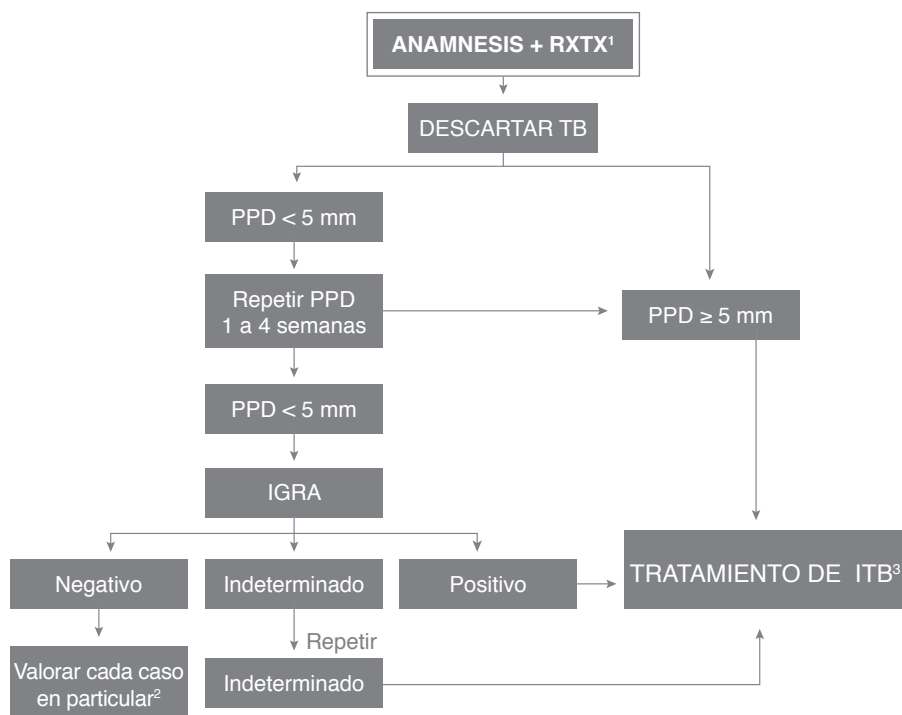 ANAMNESIS + RXTX¹
DESCARTAR TB
PPD < 5 mm
Repetir PPD
1 a 4 semanas
PPD ≥ 5 mm
PPD < 5 mm
IGRA
Negativo
Indeterminado
Positivo
TRATAMIENTO DE ITB³
Repetir
Valorar cada caso
en particular²
Indeterminado